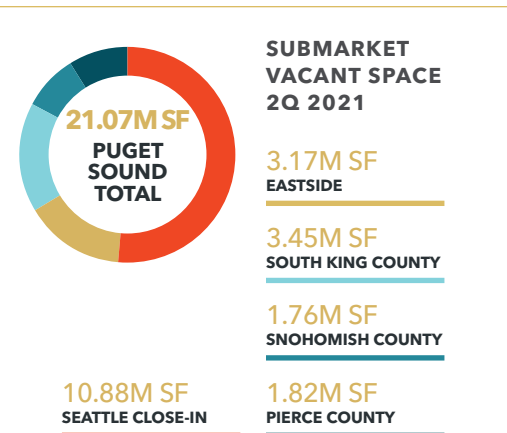 SUBMARKET
VACANT SPACE
2Q 2021
21.07M SF
PUGET
SOUND
TOTAL
3.17M SF
EASTSIDE
3.45M SF
SOUTH KING COUNTY
1.76M SF
SNOHOMISH COUNTY
10.88M SF
SEATTLE CLOSE-IN
1.82M SF
PIERCE COUNTY